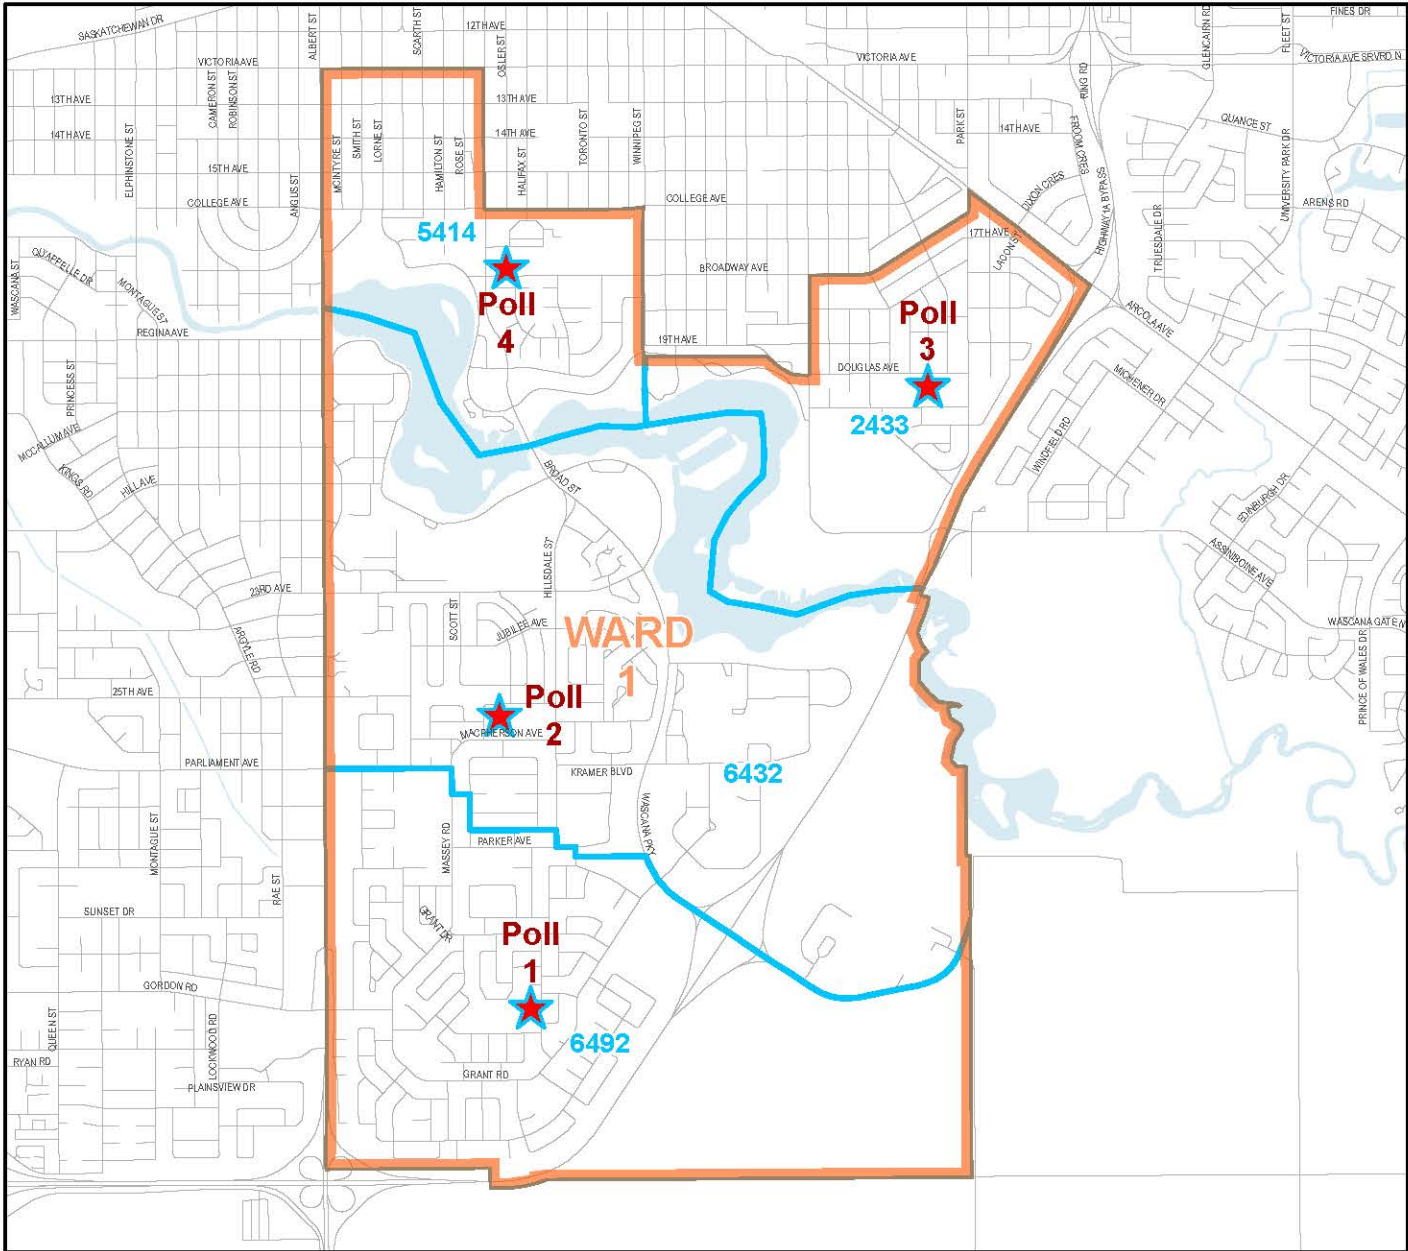 SASKATCHEWAN DR
ALBERT ST
SCARTH ST
12TH AVE
OSLER ST
GLENCAIRN RD
FLEET ST
FINES DR
VICTORIA AVE
VICTORIA AVE
VICTORIA AVE SRVRD N
RING RD
13TH AVE
CAMERON ST
ROBINSON ST
13TH AVE
14TH AVE
MCINTYRE ST
SMITH ST
LORNE ST
HAMILTON ST
ROSE ST
14TH AVE
HALIFAX ST
TORONTO ST
WINNIPEG ST
PARK ST
14TH AVE
FROOM CRES
QUANCE ST
UNIVERSITY PARK DR
ELPHINSTONE ST
15TH AVE
ANGUS ST
COLLEGE AVE
COLLEGE AVE
DIXON CRES
HIGHWAY 1A BYPASS
TRUESDALE DR
ARENS RD
5414
17TH AVE
LACON ST
WASCANA ST
QUAPPELLE DR
MONTAGUE ST
REGINA AVE
BROADWAY AVE
Poll
4
Poll
3
ARCOLA AVE
19TH AVE
DOUGLAS AVE
MICHENER DR
PRINCESS ST
2433
MCCALLUM AVE
KINGS RD
HILL AVE
BROAD ST
WINDFIELD RD
EDINBURGH DR
ASSINIBOINE AVE
HILLSDALE ST
23RD AVE
SCOTT ST
JUBILEE AVE
WARD
1
ARGYLE RD
WASCANA GATE N
PRINCE OF WALES DR
25TH AVE
Poll
2
MACPHERSON AVE
PARLIAMENT AVE
KRAMER BLVD
6432
MONTAGUE ST
MASSEY RD
PARKER AVE
WASCANA PKY
RAE ST
SUNSET DR
GRANT DR
Poll
1
GORDON RD
QUEEN ST
LOCKWOOD RD
6492
RYAN RD
GRANT RD
PLAINSVIEW DR